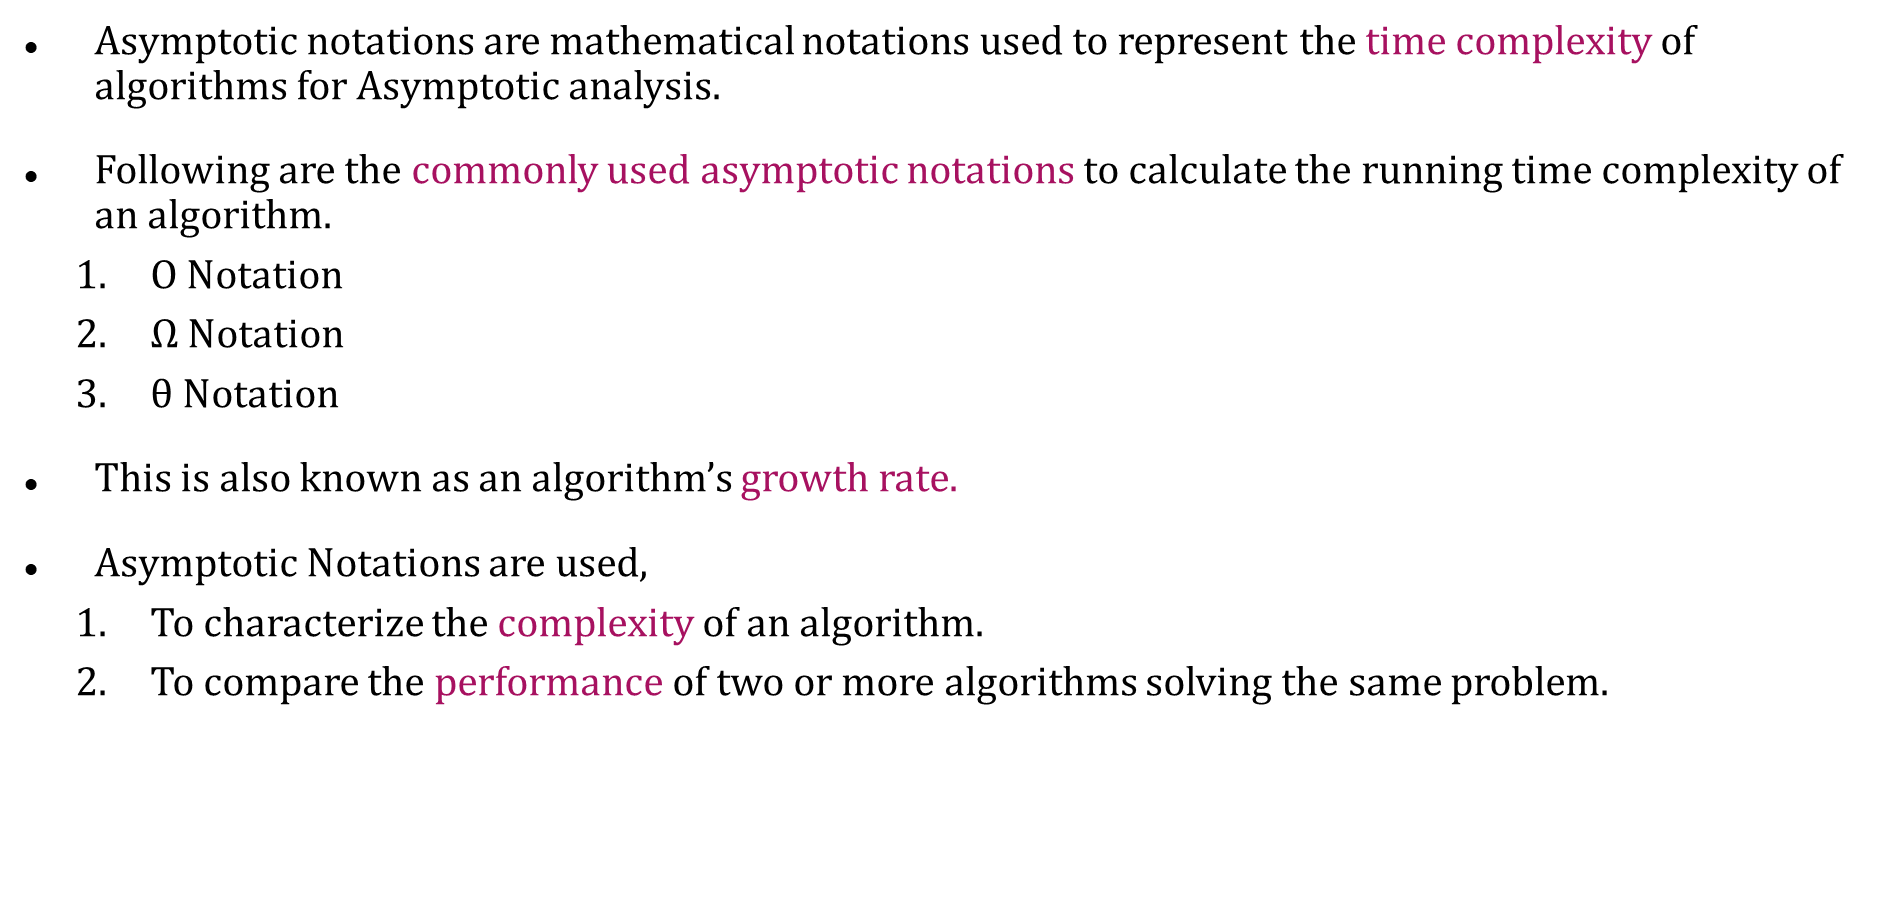 • Asymptotic notations are mathematical notations used to represent the time complexity of
algorithms for Asymptotic analysis.
• Following are the commonly used asymptotic notations to calculate the running time complexity of
an algorithm.
1. O Notation
2. Ω Notation
3. θ Notation
• This is also known as an algorithm’s growth rate.
• Asymptotic Notations are used,
1. To characterize the complexity of an algorithm.
2. To compare the performance of two or more algorithms solving the same problem.